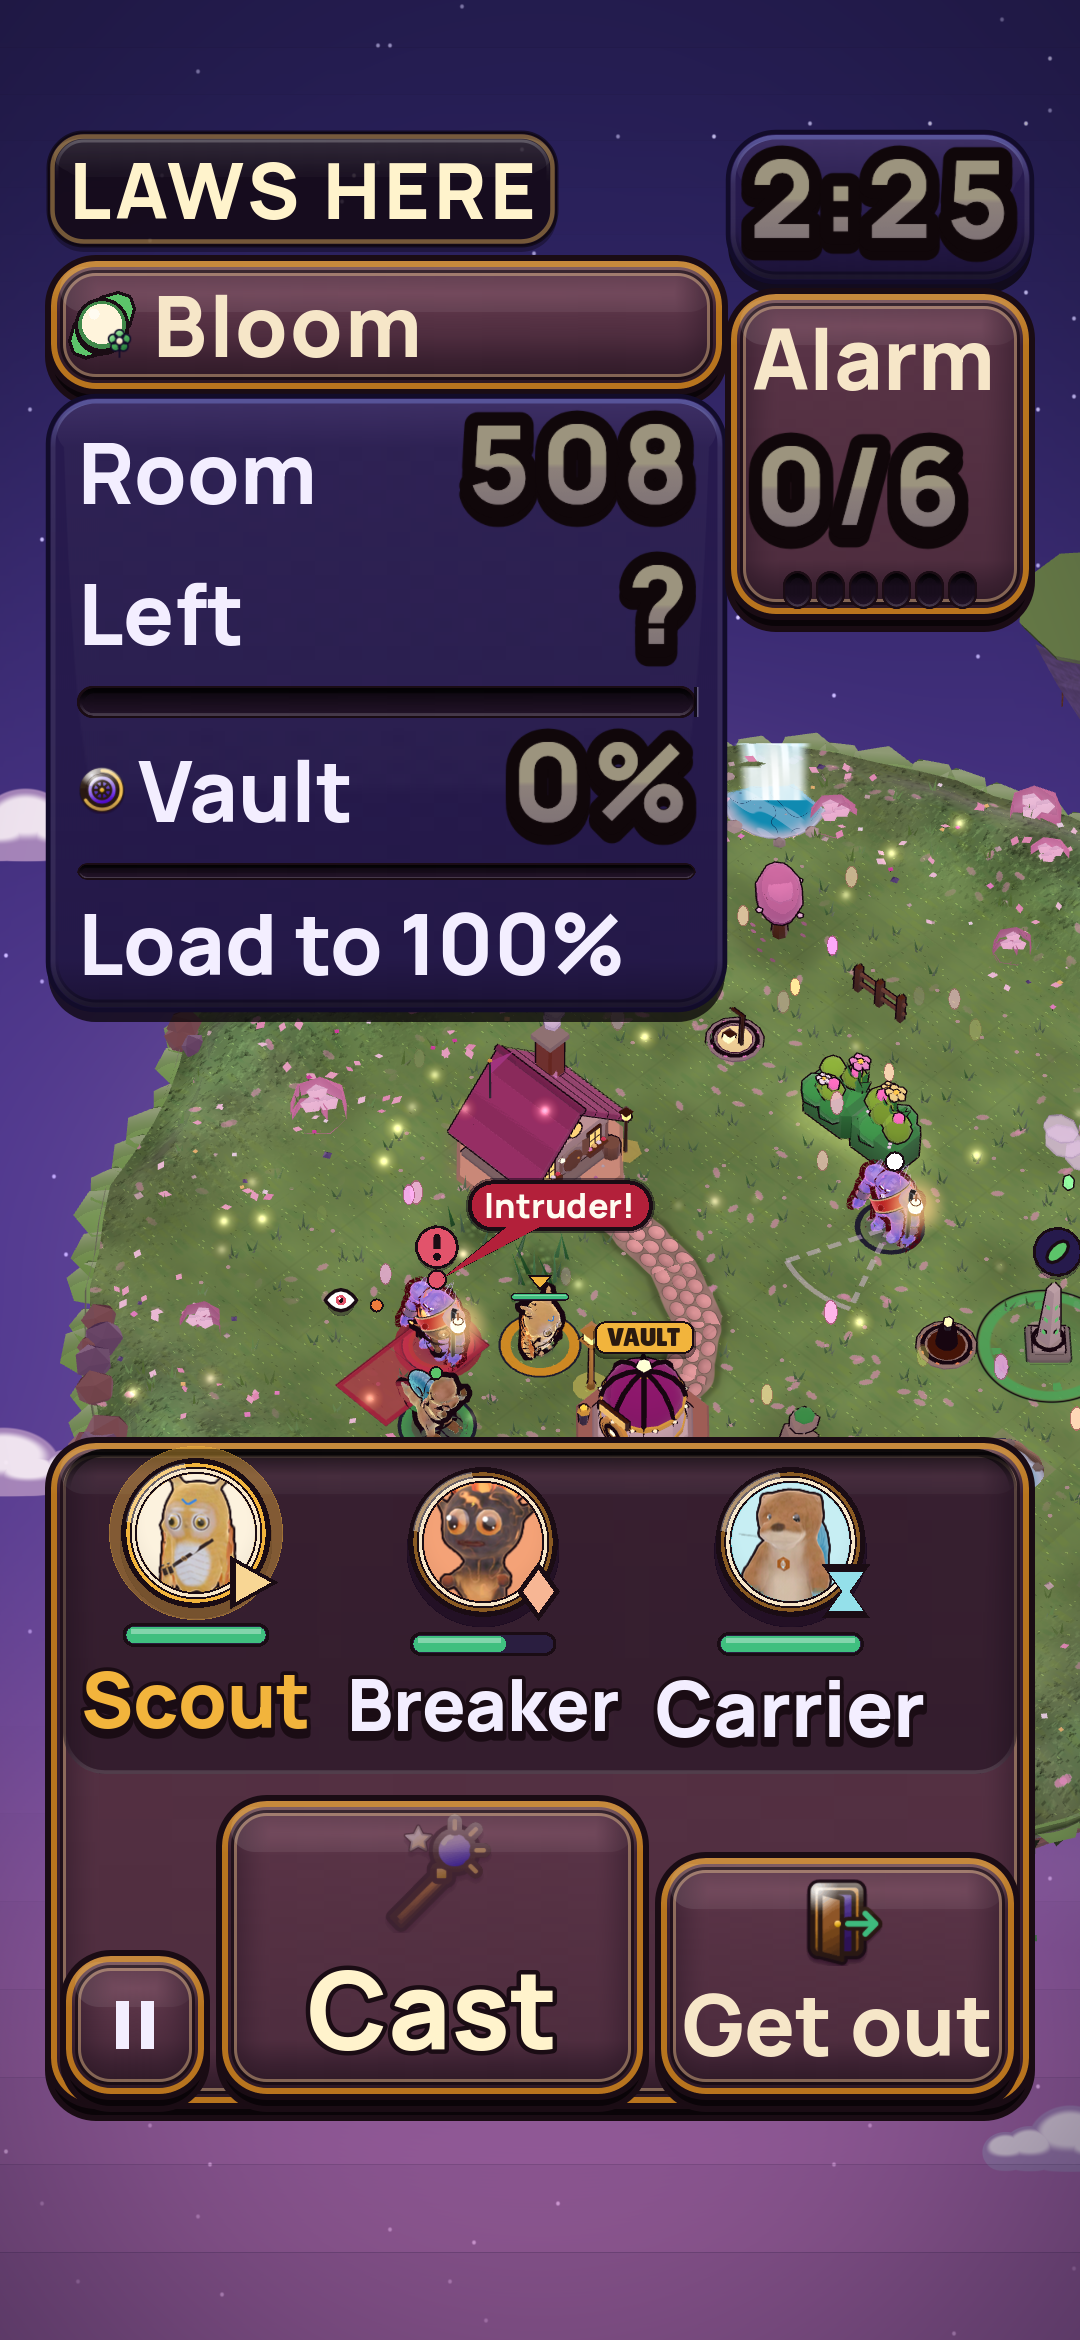 LAWS HERE
2:25
Bloom
Alarm
0/6
Room 508
Left ?
Vault 0%
Load to 100%
Intruder!
VAULT
Scout Breaker Carrier
Cast
Get out